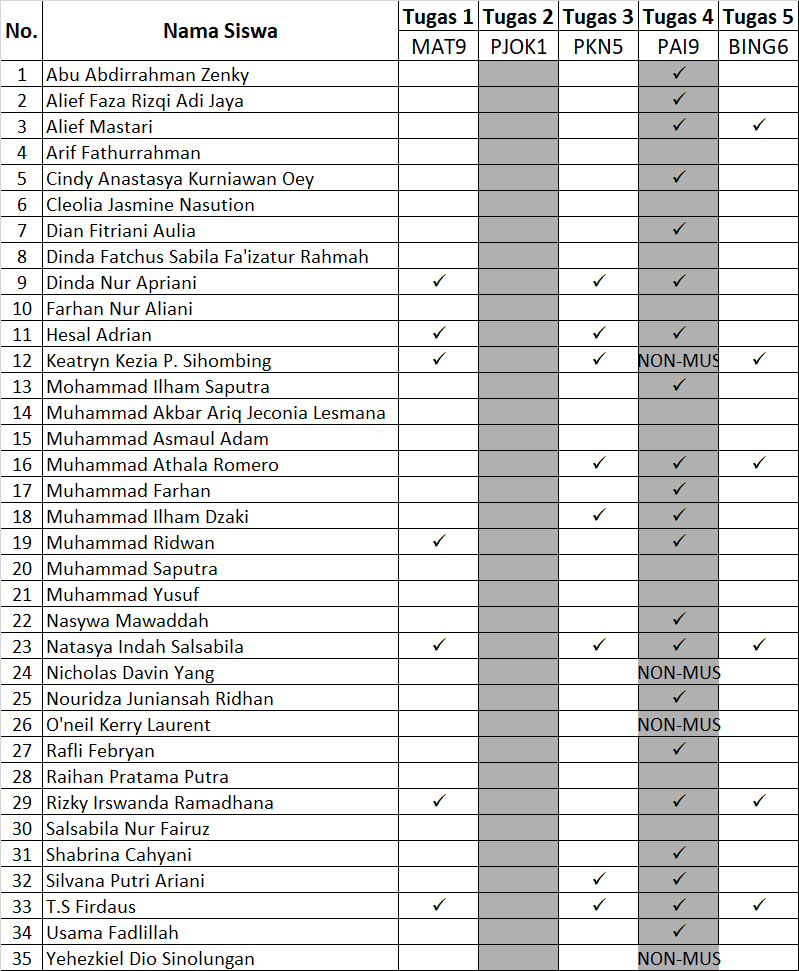 No. Nama Siswa Tugas 1 Tugas 2 Tugas 3 Tugas 4 Tugas 5
MAT9 PJOK1 PKN5 PAI9 BING6
1 Abu Abdirrahman Zenky ✓
2 Alief Faza Rizqi Adi Jaya ✓
3 Alief Mastari ✓ ✓
4 Arif Fathurrahman
5 Cindy Anastasya Kurniawan Oey ✓
6 Cleolia Jasmine Nasution
7 Dian Fitriani Aulia ✓
8 Dinda Fatchus Sabila Fa'izatur Rahmah
9 Dinda Nur Apriani ✓ ✓ ✓
10 Farhan Nur Aliani
11 Hesal Adrian ✓ ✓ ✓
12 Keatryn Kezia P. Sihombing ✓ ✓ NON-MUS ✓
13 Mohammad Ilham Saputra ✓
14 Muhammad Akbar Ariq Jeconia Lesmana
15 Muhammad Asmaul Adam
16 Muhammad Athala Romero ✓ ✓ ✓
17 Muhammad Farhan ✓
18 Muhammad Ilham Dzaki ✓ ✓
19 Muhammad Ridwan ✓ ✓
20 Muhammad Saputra
21 Muhammad Yusuf
22 Nasywa Mawaddah ✓
23 Natasya Indah Salsabila ✓ ✓ ✓ ✓
24 Nicholas Davin Yang NON-MUS
25 Nouridza Juniansah Ridhan ✓
26 O'neil Kerry Laurent NON-MUS
27 Rafli Febryan ✓
28 Raihan Pratama Putra
29 Rizky Irswanda Ramadhana ✓ ✓ ✓
30 Salsabila Nur Fairuz
31 Shabrina Cahyani ✓
32 Silvana Putri Ariani ✓ ✓
33 T.S Firdaus ✓ ✓ ✓ ✓
34 Usama Fadlillah ✓
35 Yehezkiel Dio Sinolungan NON-MUS